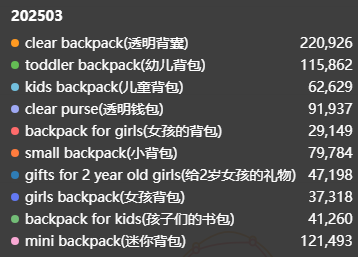 202503
clear backpack(透明背囊) 220,926
toddler backpack(幼儿背包) 115,862
kids backpack(儿童背包) 62,629
clear purse(透明钱包) 91,937
backpack for girls(女孩的背包) 29,149
small backpack(小背包) 79,784
gifts for 2 year old girls(给2岁女孩的礼物) 47,198
girls backpack(女孩背包) 37,318
backpack for kids(孩子们的书包) 41,260
mini backpack(迷你背包) 121,493